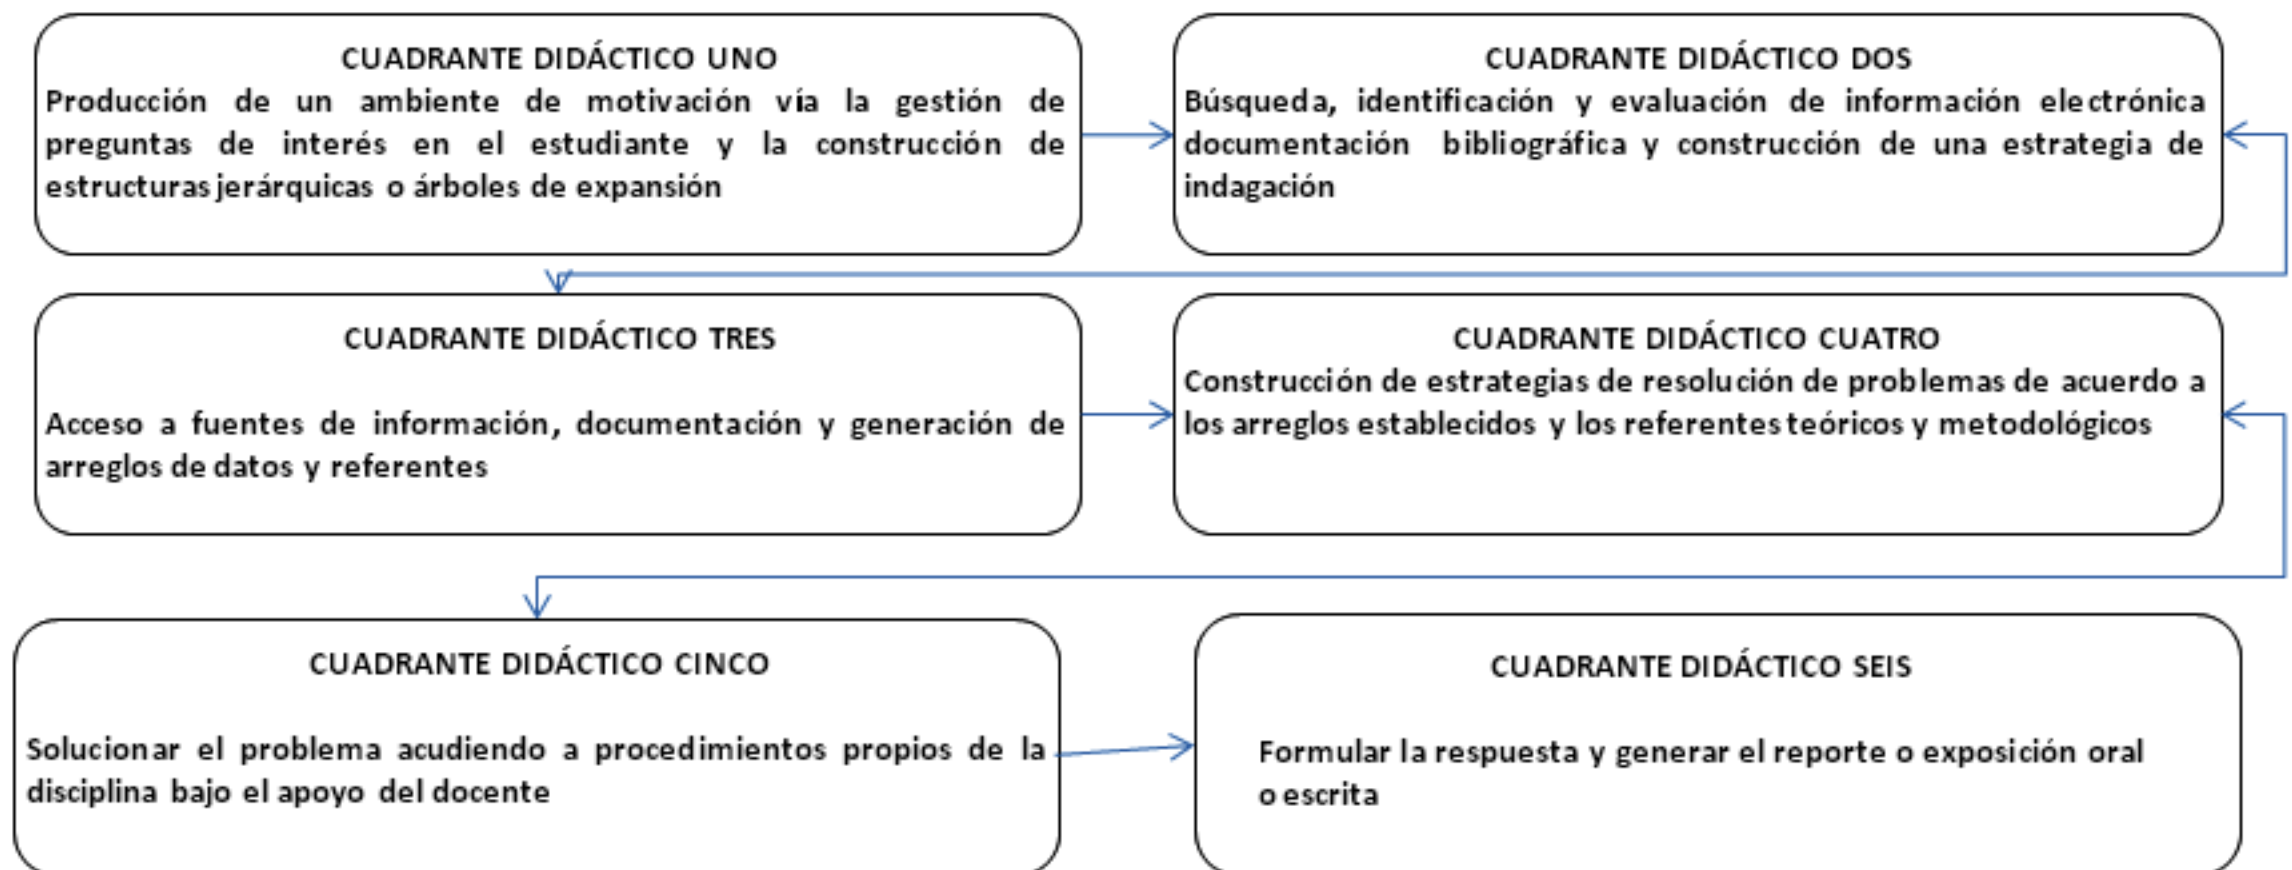 CUADRANTE DIDÁCTICO UNO
Producción de un ambiente de motivación vía la gestión de
preguntas de interés en el estudiante y la construcción de
estructuras jerárquicas o árboles de expansión
CUADRANTE DIDÁCTICO DOS
Búsqueda, identificación y evaluación de información electrónica
documentación bibliográfica y construcción de una estrategia de
indagación
CUADRANTE DIDÁCTICO TRES
Acceso a fuentes de información, documentación y generación de
arreglos de datos y referentes
CUADRANTE DIDÁCTICO CUATRO
Construcción de estrategias de resolución de problemas de acuerdo a
los arreglos establecidos y los referentes teóricos y metodológicos
CUADRANTE DIDÁCTICO CINCO
Solucionar el problema acudiendo a procedimientos propios de la
disciplina bajo el apoyo del docente
CUADRANTE DIDÁCTICO SEIS
Formular la respuesta y generar el reporte o exposición oral
o escrita